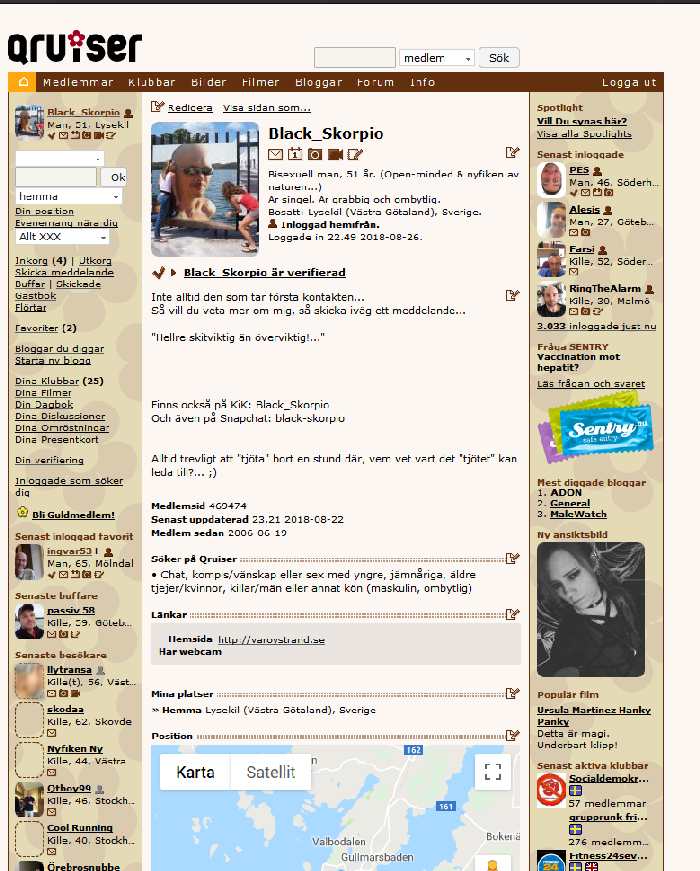 Qruiser
medlem
Sök
Medlemmar Klubbar Bilder Filmer Bloggar Forum Info
Logga ut
Black_Skorpio
Man, 51, Lysekil
Ok
hemma
Din position
Evenemang nära dig
Allt XXX
Inkorg (4) | Utkorg
Skicka meddelande
Buffar | Skickade
Gästbok
Flörtar
Favoriter (2)
Bloggar du diggar
Starta ny blogg
Dina Klubbar (25)
Dina Filmer
Din Dagbok
Dina Diskussioner
Dina Omröstningar
Dina Presentkort
Din verifiering
Inloggade som söker
dig
Bli Guldmedlem!
Senast inloggad favorit
ingvar53
Man, 65, Mölndal
Senaste buffare
passiv 58
Kille, 59, Göteb...
Senaste besökare
llytransa
Kille(t), 56, Väst...
skodaa
Kille, 62, Skövde
Nyfiken Ny
Kille, 44, Västra
Qtboy99
Kille, 46, Stockh...
Cool Running
Kille, 40, Stockh...
Örebrosnubbe
Redigera Visa sidan som...
Black_Skorpio
Bisexuell man, 51 år. (Open-minded & nyfiken av
naturen...)
Är singel. Är grabbig och ombytlig.
Bosatt: Lysekil (Västra Götaland), Sverige.
Inloggad hemifrån.
Loggade in 22.49 2018-08-26.
Black_Skorpio är verifierad
Inte alltid den som tar första kontakten...
Så vill du veta mer om mig, så skicka iväg ett meddelande...
"Hellre skitviktig än överviktig!..."
Finns också på KiK: Black_Skorpio
Och även på Snapchat: black-skorpio
Alltid trevligt att "tjöta" bort en stund där, vem vet vart det "tjötet" kan
leda till?... ;)
Medlemsid 469474
Senast uppdaterad 23.21 2018-08-22
Medlem sedan 2006-06-19
Söker på Qruiser
• Chat, kompis/vänskap eller sex med yngre, jämnåriga, äldre
tjejer/kvinnor, killar/män eller annat kön (maskulin, ombytlig)
Länkar
Hemsida http://varovstrand.se
Har webcam
Mina platser
» Hemma Lysekil (Västra Götaland), Sverige
Position
Karta Satellit
162
161
Valbodalen
Gullmarsbaden
Bokenä
Spotlight
Vill Du synas här?
Visa alla Spotlights
Senast inloggade
PES
Man, 46, Söderh...
Alesis
Man, 27, Göteb...
Farsi
Kille, 52, Söder...
RingTheAlarm
Kille, 30, Malmö
3.033 inloggade just nu
Fråga SENTRY
Vaccination mot
hepatit?
Läs frågan och svaret
Sentry.nu
safe entry
Mest diggade bloggar
1. ADON
2. General
3. MaleWatch
Ny ansiktsbild
Populär film
Ursula Martinez Hanky
Panky
Detta är magi.
Underbart klipp!
Senast aktiva klubbar
Socialdemokr...
57 medlemmar
grupprunk fri...
276 medlemm...
Fitness24sev...
24